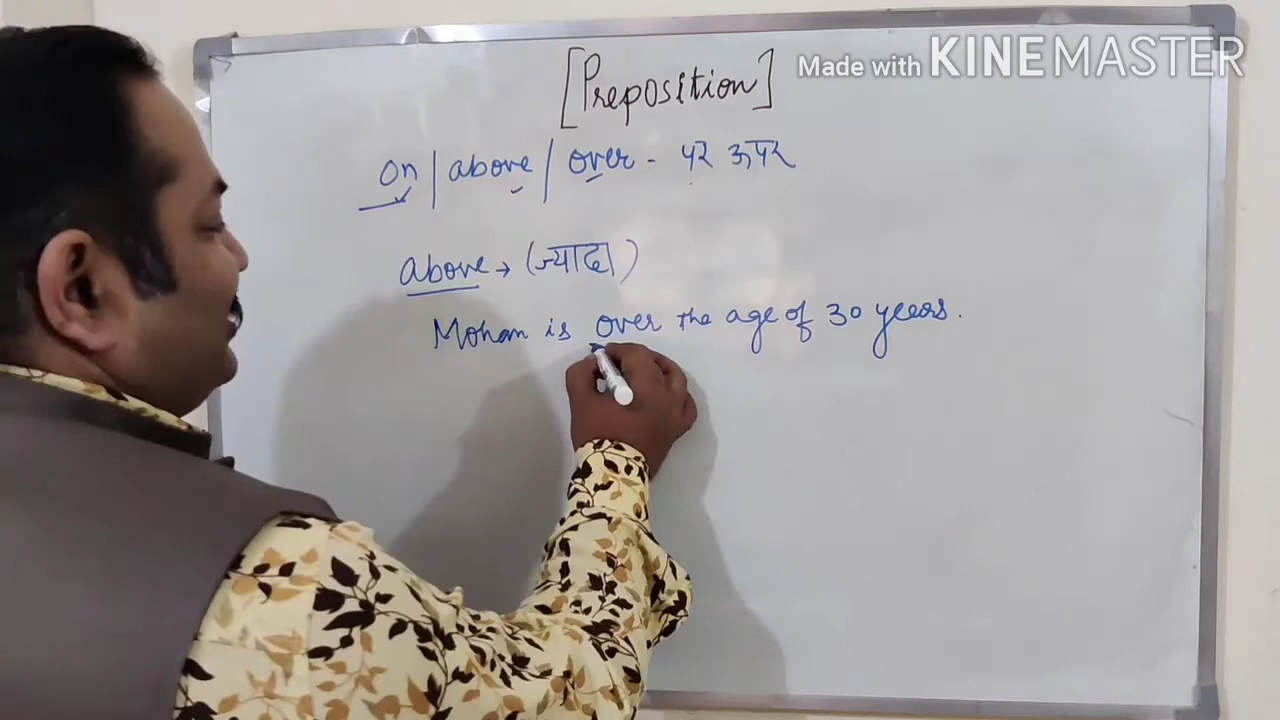 Made with KINEMASTER
[Preposition]
On | above | over - पर ऊपर
above → (ज्यादा)
Mohan is over the age of 30 years.